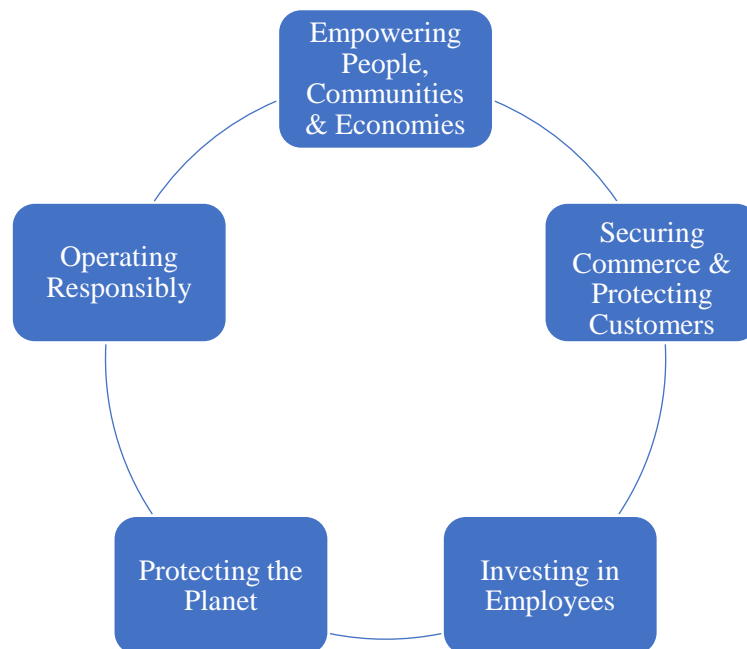 Empowering
People,
Communities
& Economies
Securing
Commerce &
Protecting
Customers
Investing in
Employees
Protecting the
Planet
Operating
Responsibly